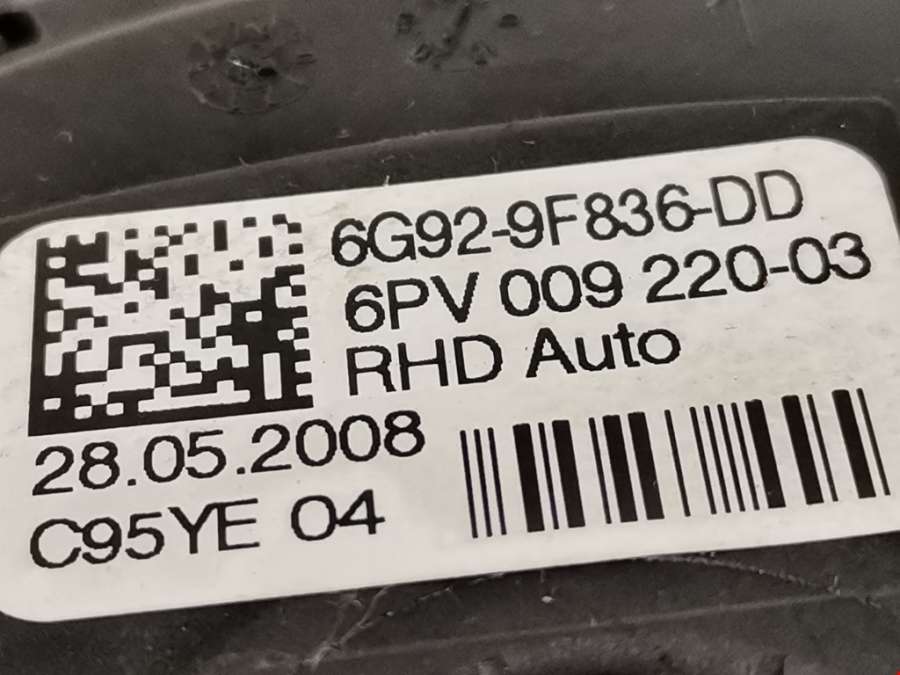 6G92-9F836-DD
6PV 009 220-03
RHD Auto
28.05.2008
C95YE 04